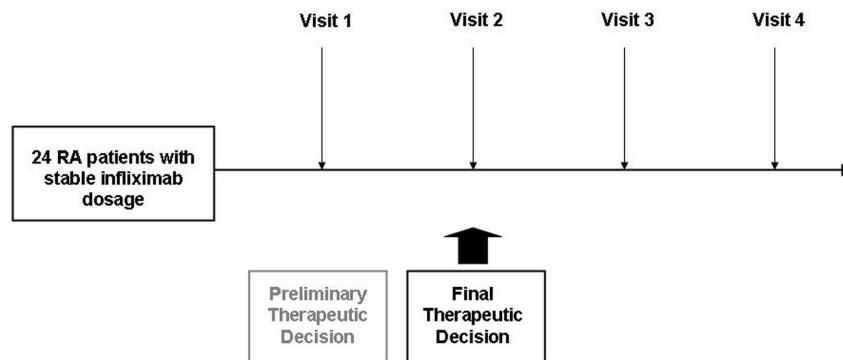 Visit 1
Visit 2
Visit 3
Visit 4
24 RA patients with
stable infliximab
dosage
Preliminary
Therapeutic
Decision
Final
Therapeutic
Decision